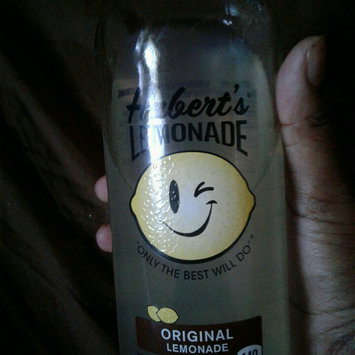 Hubert's
LEMONADE
"ONLY THE BEST WILL DO"
ORIGINAL
LEMONADE